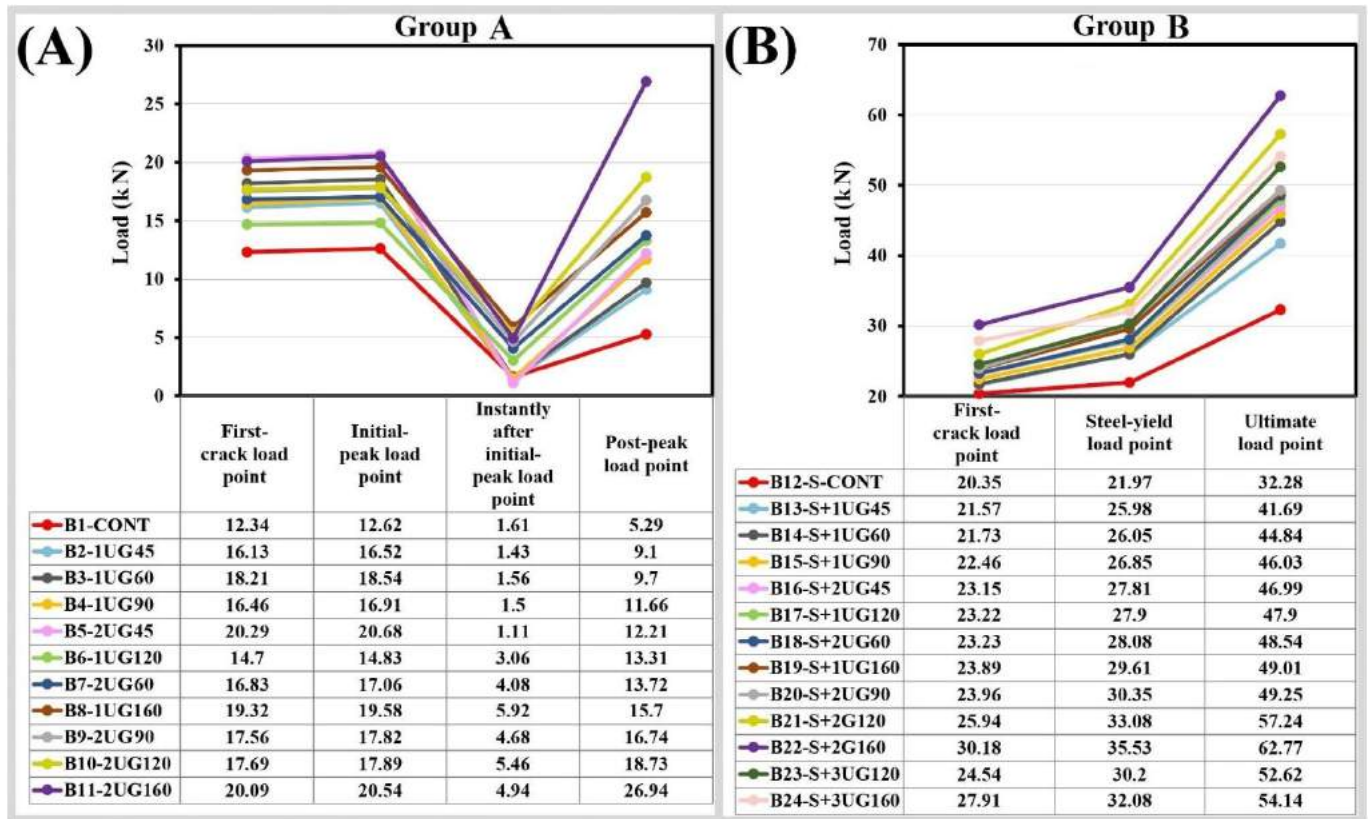 (A)
Group A
30
25
20
15
10
5
0
Load (kN)
First-
crack load
point
Initial-
peak load
point
Instantly
after
initial-
peak load
point
Post-peak
load point
B1-CONT 12.34 12.62 1.61 5.29
B2-1UG45 16.13 16.52 1.43 9.1
B3-1UG60 18.21 18.54 1.56 9.7
B4-1UG90 16.46 16.91 1.5 11.66
B5-2UG45 20.29 20.68 1.11 12.21
B6-1UG120 14.7 14.83 3.06 13.31
B7-2UG60 16.83 17.06 4.08 13.72
B8-1UG160 19.32 19.58 5.92 15.7
B9-2UG90 17.56 17.82 4.68 16.74
B10-2UG120 17.69 17.89 5.46 18.73
B11-2UG160 20.09 20.54 4.94 26.94
(B)
Group B
70
60
50
40
30
20
Load (kN)
First-
crack load
point
Steel-yield
load point
Ultimate
load point
B12-S-CONT 20.35 21.97 32.28
B13-S+1UG45 21.57 25.98 41.69
B14-S+1UG60 21.73 26.05 44.84
B15-S+1UG90 22.46 26.85 46.03
B16-S+2UG45 23.15 27.81 46.99
B17-S+1UG120 23.22 27.9 47.9
B18-S+2UG60 23.23 28.08 48.54
B19-S+1UG160 23.89 29.61 49.01
B20-S+2UG90 23.96 30.35 49.25
B21-S+2G120 25.94 33.08 57.24
B22-S+2G160 30.18 35.53 62.77
B23-S+3UG120 24.54 30.2 52.62
B24-S+3UG160 27.91 32.08 54.14